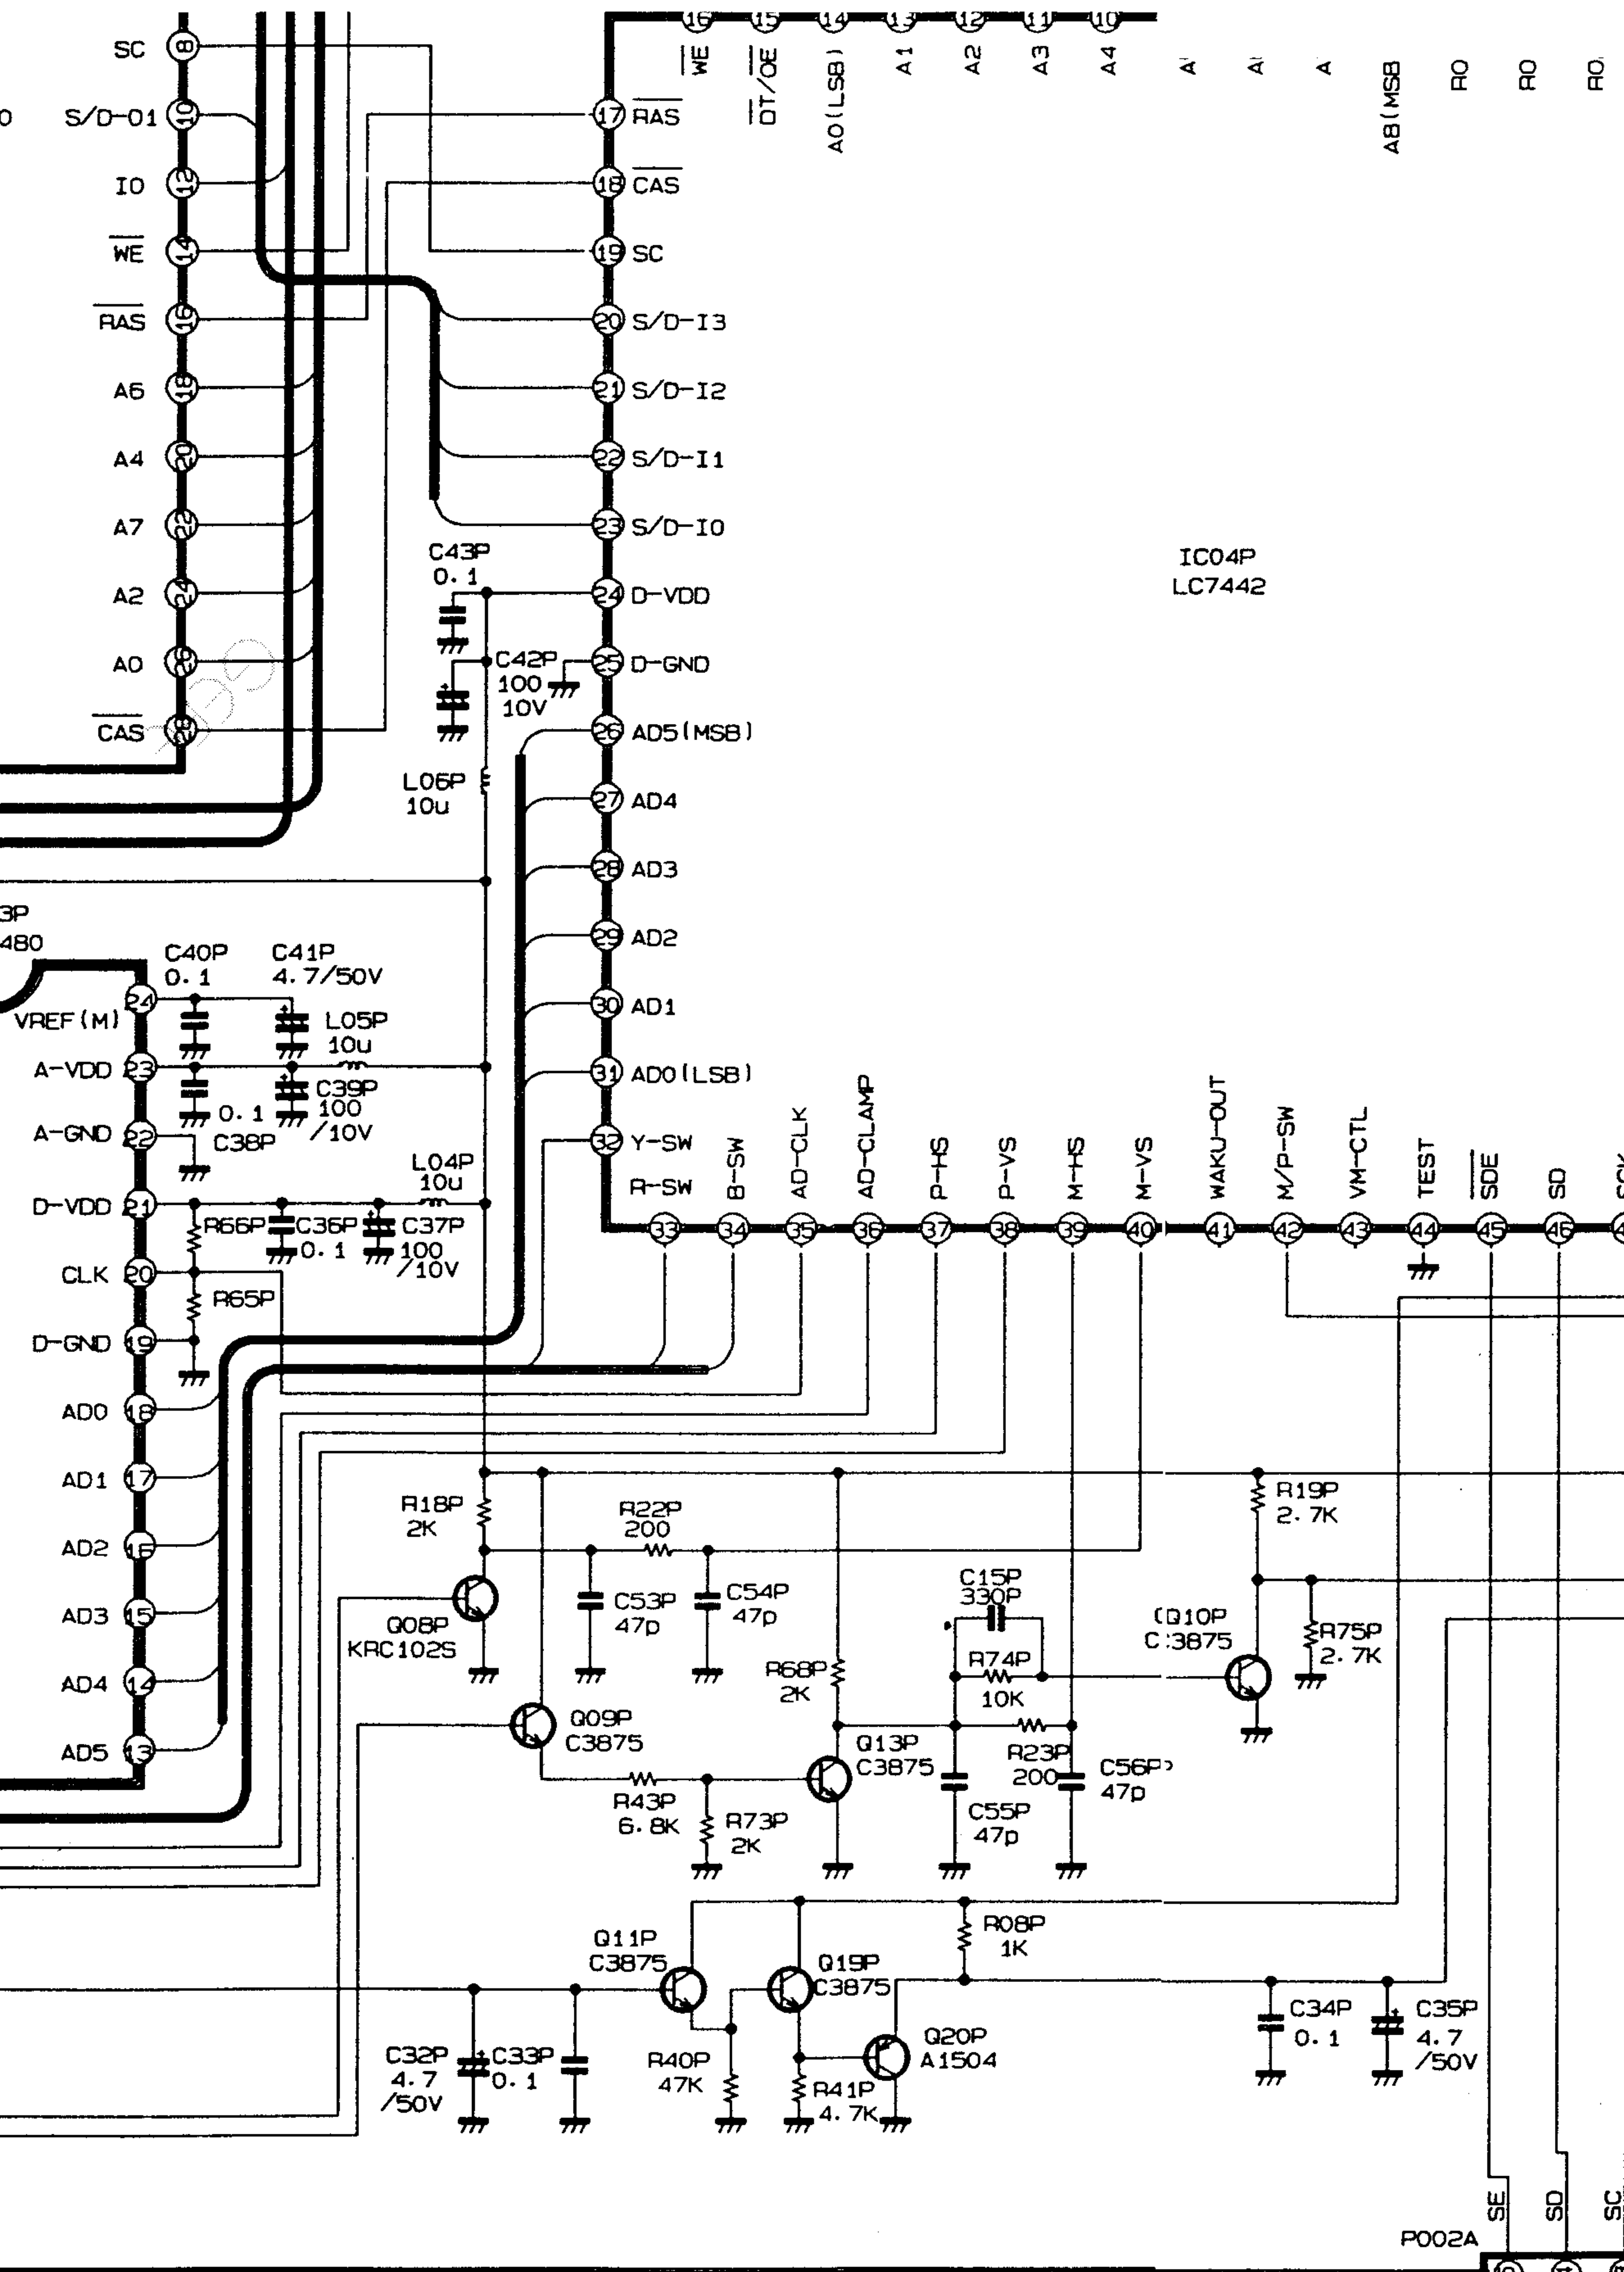 SC 8
S/D-01 10
I0 12
WE 14
RAS 16
A6 18
A4 20
A7 22
A2 24
A0 26
CAS 28
16 15 14 13 12 11 10
WE
DT/OE
A0(LSB)
A1
A2
A3
A4
A8(MSB
R0
R0
R0
17 RAS
18 CAS
19 SC
20 S/D-I3
21 S/D-I2
22 S/D-I1
23 S/D-I0
24 D-VDD
25 D-GND
26 AD5(MSB)
27 AD4
28 AD3
29 AD2
30 AD1
31 AD0(LSB)
32 Y-SW
IC04P
LC7442
C43P
0.1
C42P
100
10V
L06P
10u
3P
480
C40P
0.1
C41P
4.7/50V
24
VREF(M)
L05P
10u
A-VDD 23
C39P
100
/10V
0.1
C38P
A-GND 22
L04P
10u
D-VDD 21
R66P
C36P
0.1
C37P
100
/10V
CLK 20
R65P
D-GND 19
AD0 18
AD1 17
AD2 16
AD3 15
AD4 14
AD5 13
R-SW
B-SW
AD-CLK
AD-CLAMP
P-HS
P-VS
M-HS
M-VS
WAKU-OUT
M/P-SW
VM-CTL
TEST
SDE
SD
SCK
33 34 35 36 37 38 39 40 41 42 43 44 45 46
R18P
2K
R22P
200
R19P
2.7K
C53P
47p
C54P
47p
Q08P
KRC102S
C15P
330P
R74P
10K
Q10P
C3875
R75P
2.7K
R68P
2K
Q09P
C3875
Q13P
C3875
R23P
200
C56P
47p
R43P
6.8K
R73P
2K
C55P
47p
Q11P
C3875
Q19P
C3875
R08P
1K
C32P
4.7
/50V
C33P
0.1
R40P
47K
R41P
4.7K
Q20P
A1504
C34P
0.1
C35P
4.7
/50V
SE
SD
SC
P002A